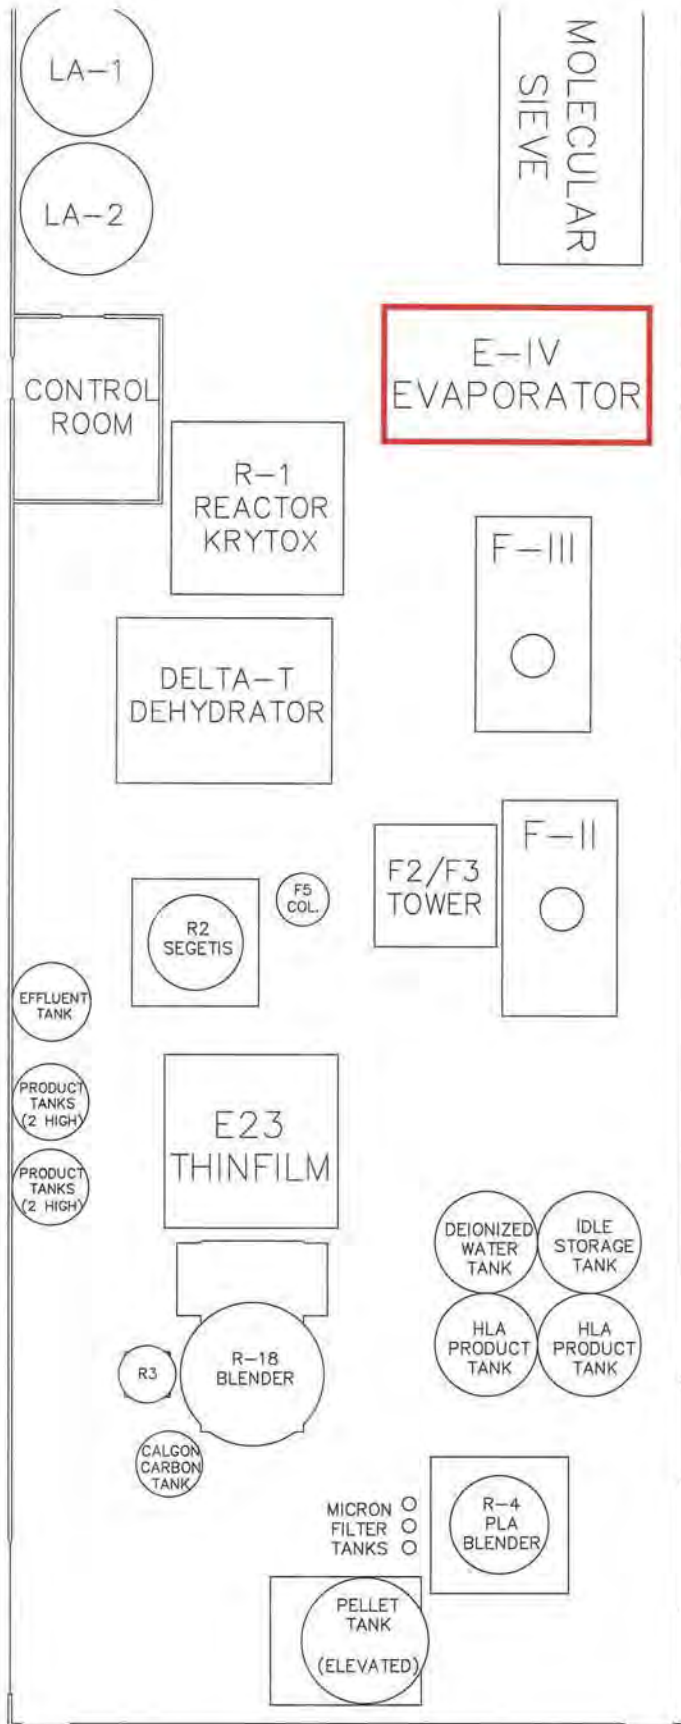 LA-1
MOLECULAR
SIEVE
LA-2
E-IV
EVAPORATOR
CONTROL
ROOM
R-1
REACTOR
KRYTOX
F-III
DELTA-T
DEHYDRATOR
F-II
F2/F3
TOWER
F5
COL.
R2
SEGETIS
EFFLUENT
TANK
PRODUCT
TANKS
(2 HIGH)
E23
THINFILM
PRODUCT
TANKS
(2 HIGH)
DEIONIZED
WATER
TANK
IDLE
STORAGE
TANK
HLA
PRODUCT
TANK
HLA
PRODUCT
TANK
R-18
BLENDER
R3
CALGON
CARBON
TANK
MICRON
FILTER
TANKS
R-4
PLA
BLENDER
PELLET
TANK
(ELEVATED)